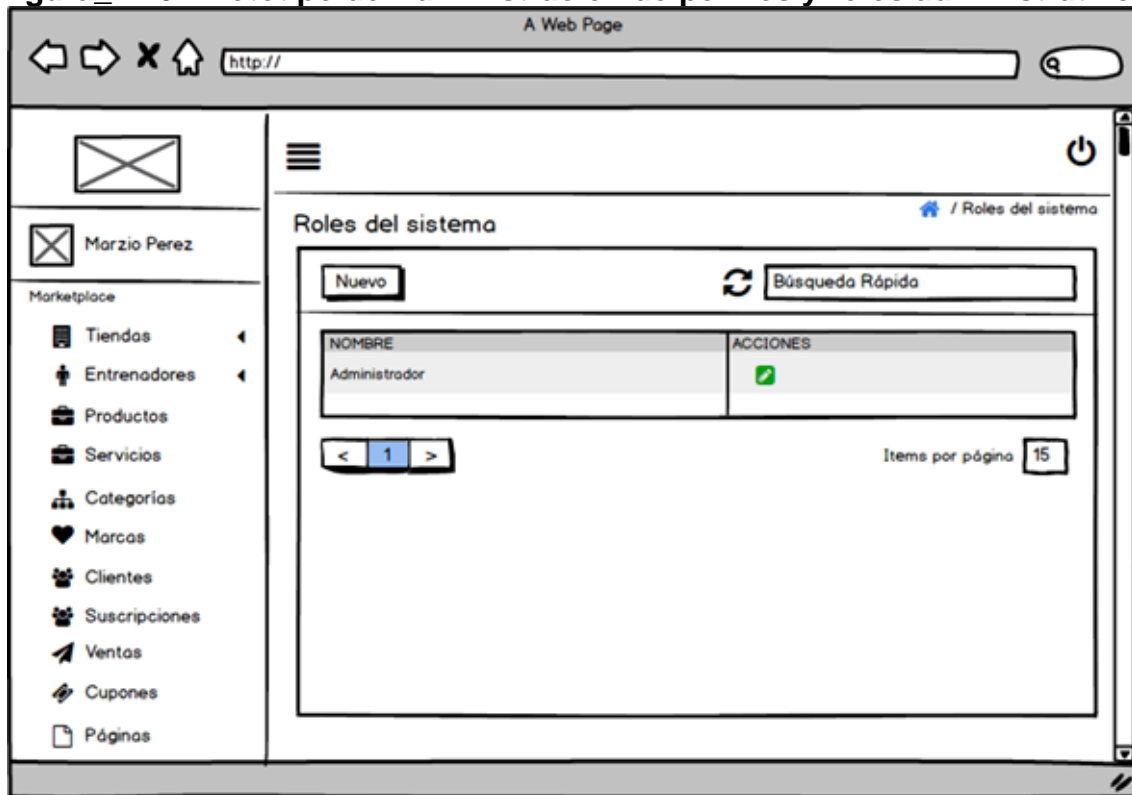 A Web Page
http://
Marzio Perez
Marketplace
Tiendas
Entrenadores
Productos
Servicios
Categorías
Marcas
Clientes
Suscripciones
Ventas
Cupones
Páginas
/ Roles del sistema
Roles del sistema
Nuevo
Búsqueda Rápida
NOMBRE ACCIONES
Administrador
< 1 >
Items por página 15